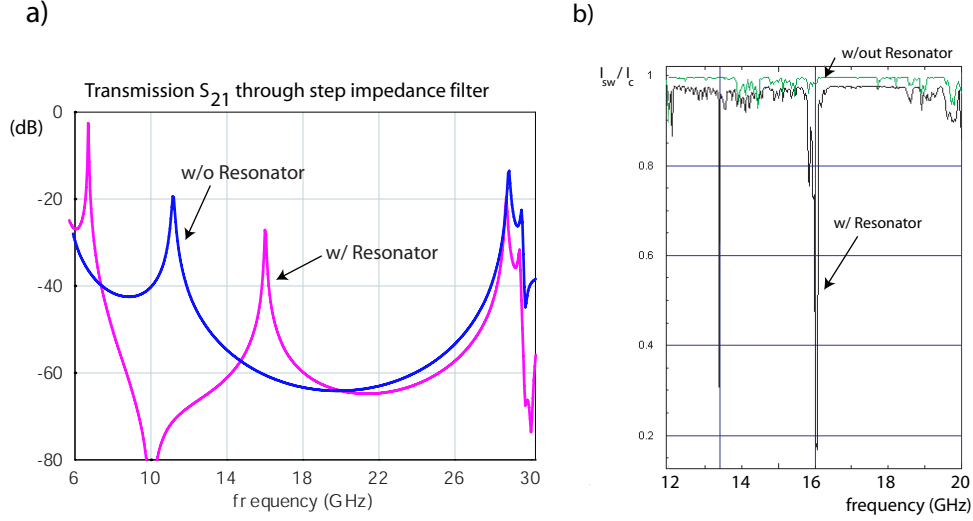 a)
Transmission S21 through step impedance filter
(dB)
0
-20
-40
-60
-80
w/o Resonator
w/ Resonator
6
10
14
18
22
26
30
frequency (GHz)
b)
Isw/Ic
w/out Resonator
1
0.8
0.6
0.4
0.2
w/ Resonator
12
14
16
18
20
frequency (GHz)